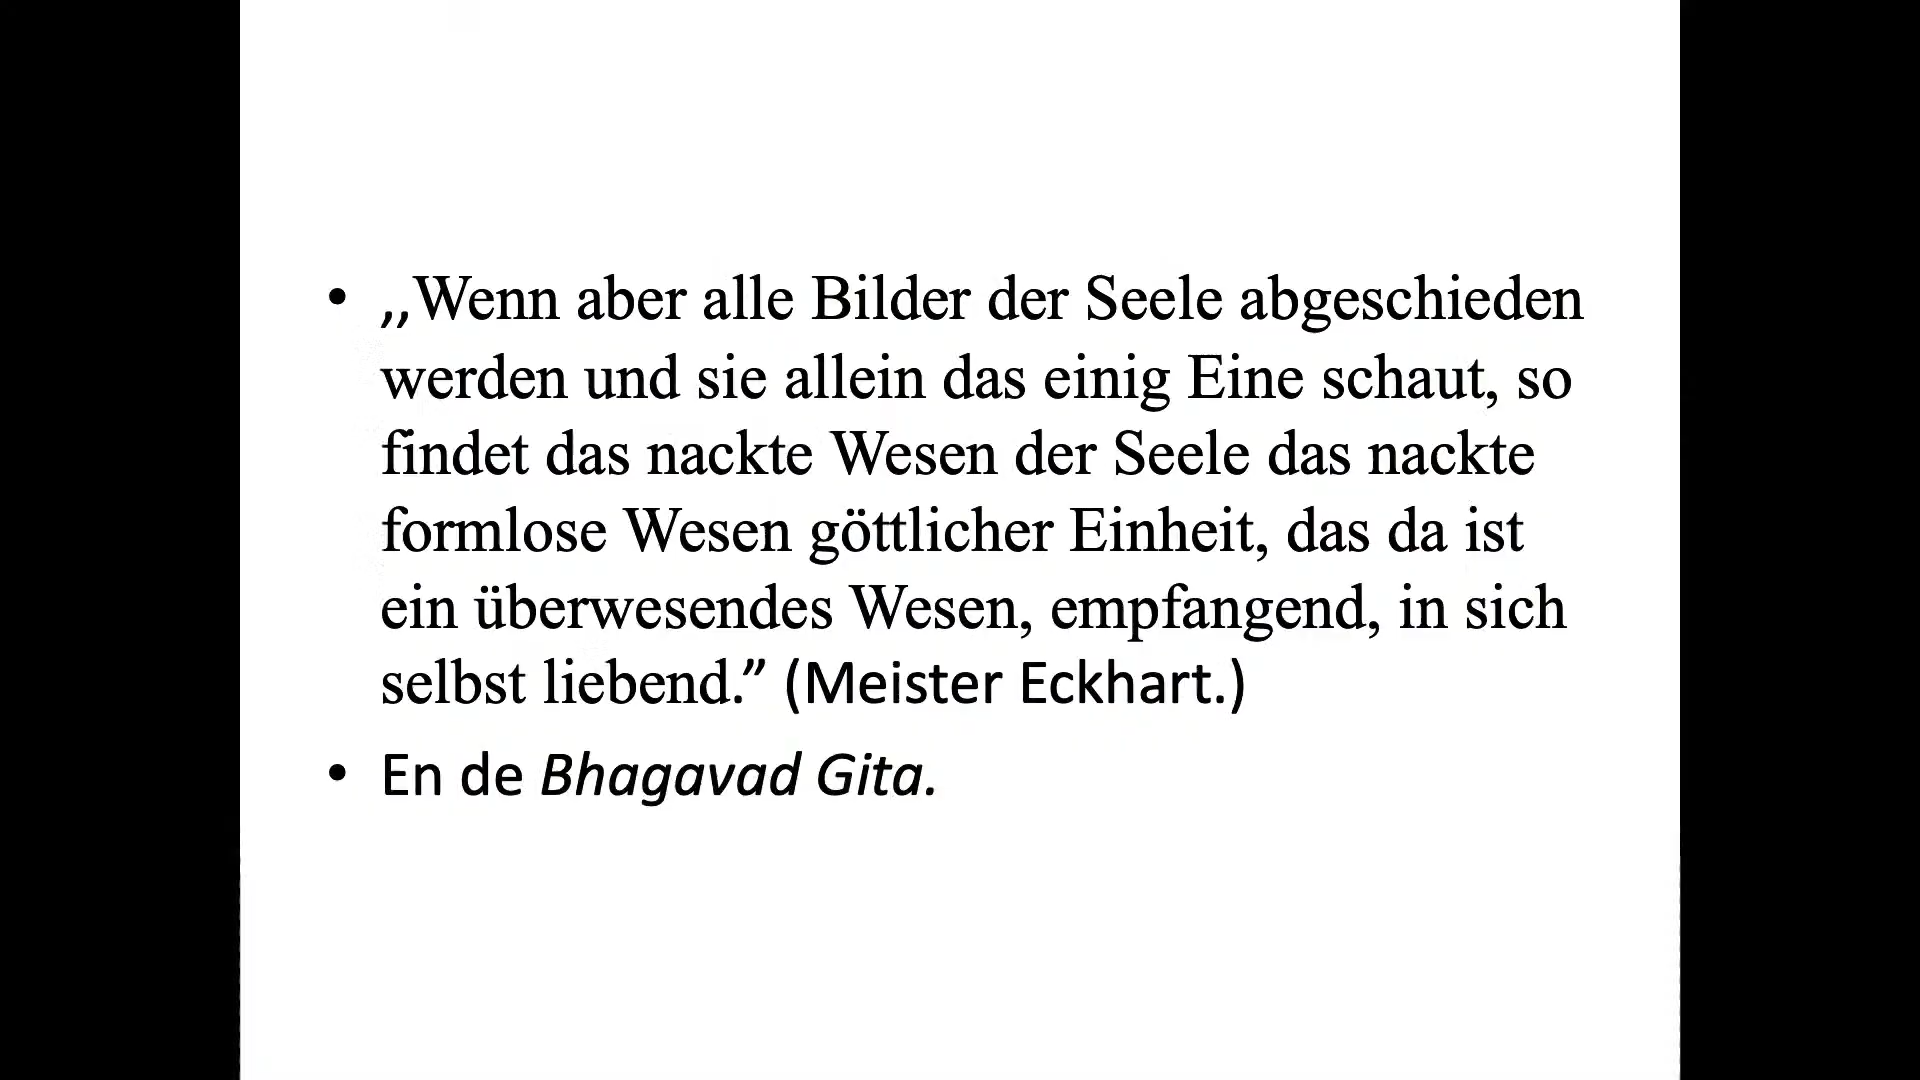 • ,,Wenn aber alle Bilder der Seele abgeschieden
werden und sie allein das einig Eine schaut, so
findet das nackte Wesen der Seele das nackte
formlose Wesen göttlicher Einheit, das da ist
ein überwesendes Wesen, empfangend, in sich
selbst liebend.” (Meister Eckhart.)
• En de Bhagavad Gita.